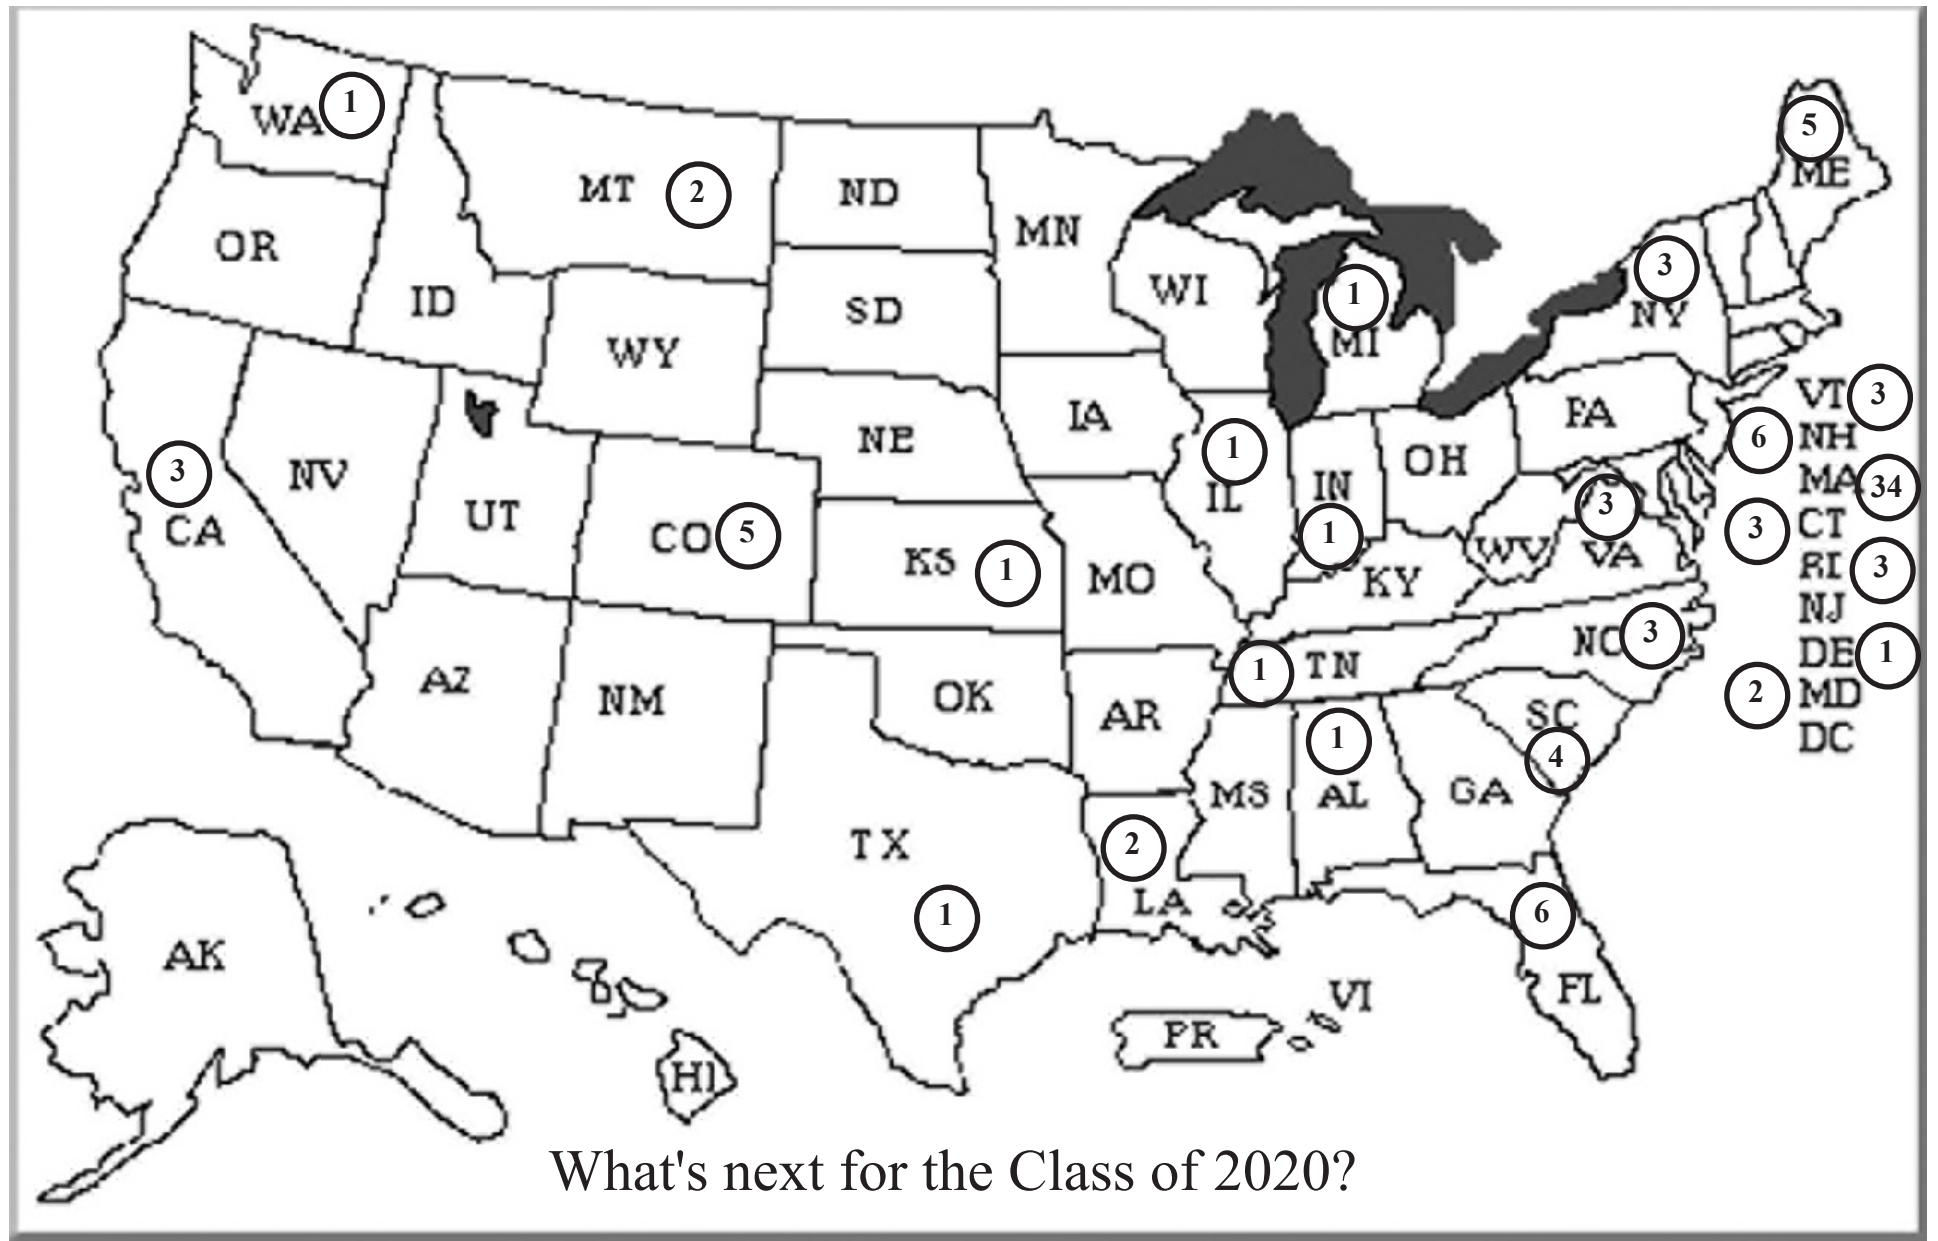 WA 1
MT 2
ND
MN
OR
ID
WY
SD
WI
MI 1
NY 3
ME 5
CA 3
NV
UT
CO 5
NE
KS 1
IA
MO
IL 1
IN 1
OH
PA
WV
VA 3
KY
TN 1
NC 3
SC 4
AZ
NM
OK
AR
TX 1
LA 2
MS
AL 1
GA
FL 6
AK
HI
PR
VI
VT 3
6 NH
MA 34
3 CT
RI 3
NJ
DE 1
2 MD
DC
What's next for the Class of 2020?